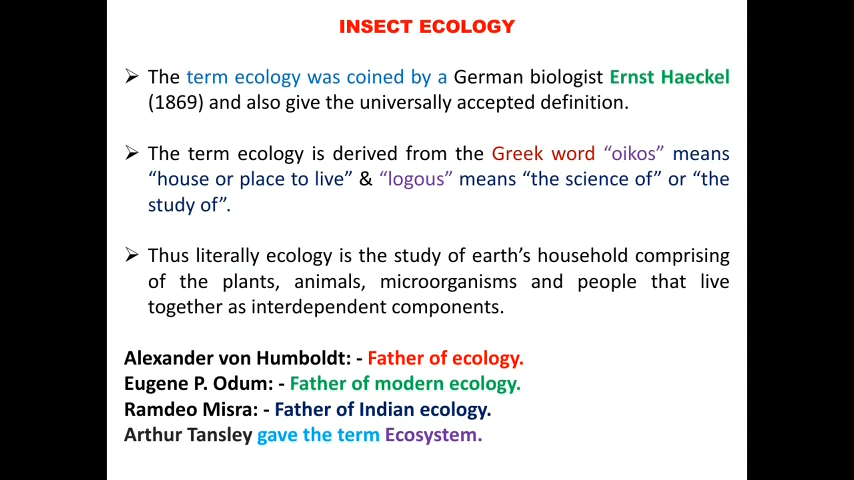 INSECT ECOLOGY
➢ The term ecology was coined by a German biologist Ernst Haeckel
(1869) and also give the universally accepted definition.
➢ The term ecology is derived from the Greek word “oikos” means
“house or place to live” & “logous” means “the science of” or “the
study of”.
➢ Thus literally ecology is the study of earth’s household comprising
of the plants, animals, microorganisms and people that live
together as interdependent components.
Alexander von Humboldt: - Father of ecology.
Eugene P. Odum: - Father of modern ecology.
Ramdeo Misra: - Father of Indian ecology.
Arthur Tansley gave the term Ecosystem.